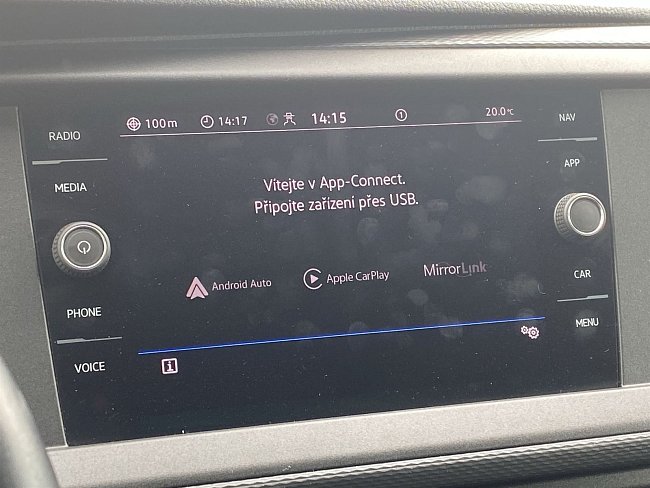 RADIO
MEDIA
PHONE
VOICE
100m 14:17 14:15 1 20.0°C
Vítejte v App-Connect.
Připojte zařízení přes USB.
Android Auto Apple CarPlay MirrorLink
i
NAV
APP
CAR
MENU